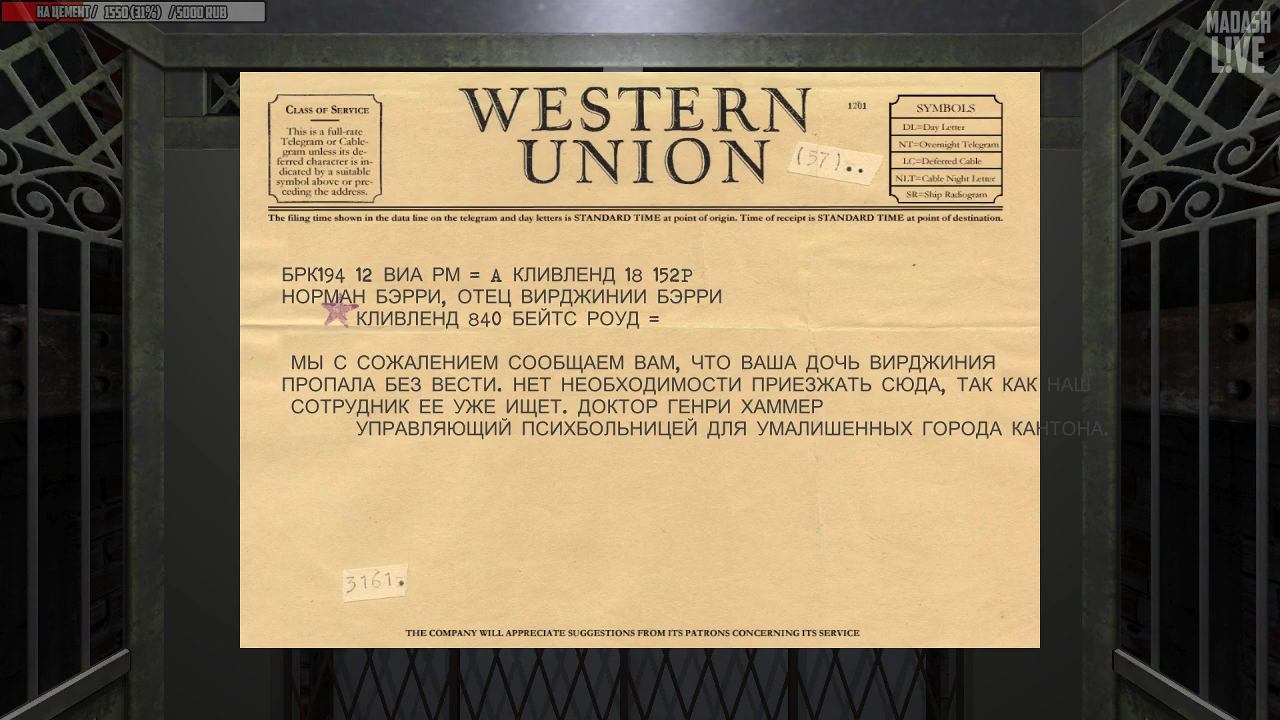 НА ЦЕМЕНТ / 1550 (31%) / 5000 RUB
MADASH
LIVE
CLASS OF SERVICE
This is a full-rate
Telegram or Cable-
gram unless its de-
ferred character is in-
dicated by a suitable
symbol above or pre-
ceding the address.
WESTERN
UNION
1201
(57)..
SYMBOLS
DL=Day Letter
NT=Overnight Telegram
LC=Deferred Cable
NLT=Cable Night Letter
SR=Ship Radiogram
The filing time shown in the data line on the telegram and day letters is STANDARD TIME at point of origin. Time of receipt is STANDARD TIME at point of destination.
БРК194 12 ВИА РМ = A КЛИВЛЕНД 18 152P
НОРМАН БЭРРИ, ОТЕЦ ВИРДЖИНИИ БЭРРИ
КЛИВЛЕНД 840 БЕЙТС РОУД =
МЫ С СОЖАЛЕНИЕМ СООБЩАЕМ ВАМ, ЧТО ВАША ДОЧЬ ВИРДЖИНИЯ
ПРОПАЛА БЕЗ ВЕСТИ. НЕТ НЕОБХОДИМОСТИ ПРИЕЗЖАТЬ СЮДА, ТАК КАК НАШ
СОТРУДНИК ЕЕ УЖЕ ИЩЕТ. ДОКТОР ГЕНРИ ХАММЕР
УПРАВЛЯЮЩИЙ ПСИХБОЛЬНИЦЕЙ ДЛЯ УМАЛИШЕННЫХ ГОРОДА КАНТОНА.
3161.
THE COMPANY WILL APPRECIATE SUGGESTIONS FROM ITS PATRONS CONCERNING ITS SERVICE